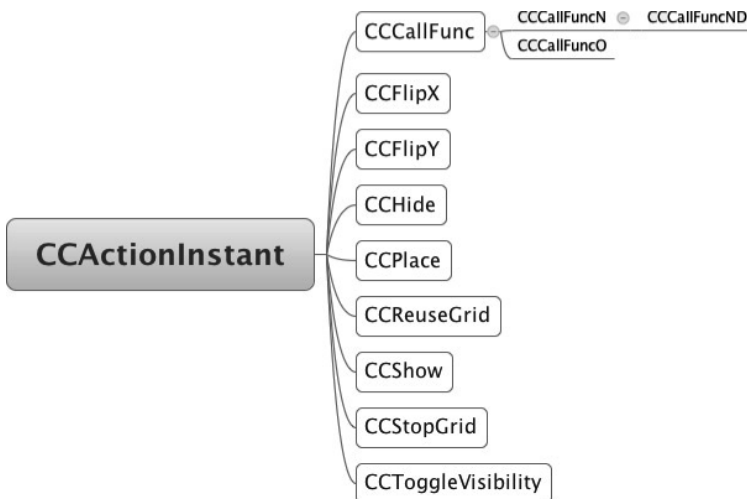 CCActionInstant
CCCallFunc
CCCallFuncN
CCCallFuncND
CCCallFuncO
CCFlipX
CCFlipY
CCHide
CCPlace
CCReuseGrid
CCShow
CCStopGrid
CCToggleVisibility